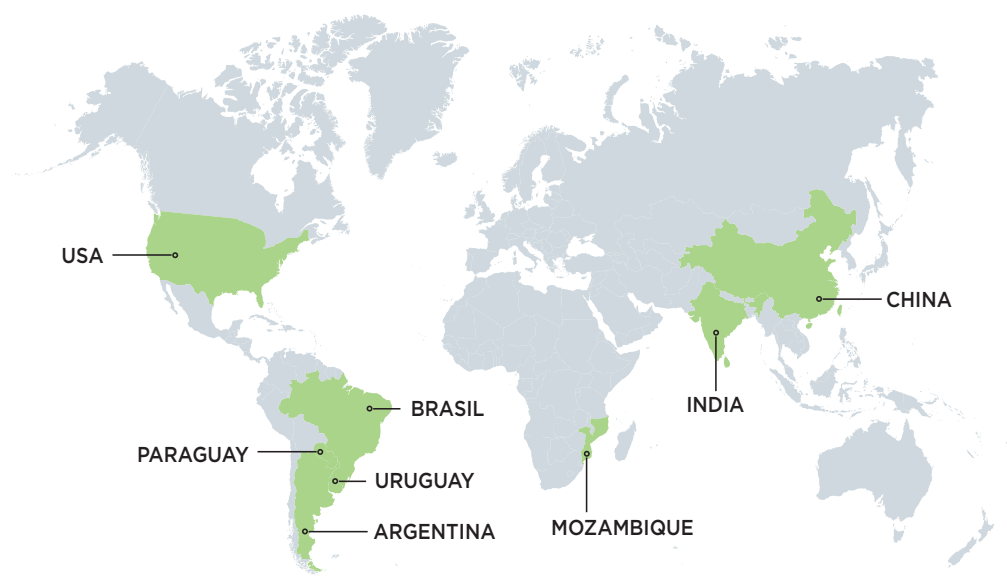 USA
CHINA
INDIA
BRASIL
PARAGUAY
URUGUAY
MOZAMBIQUE
ARGENTINA